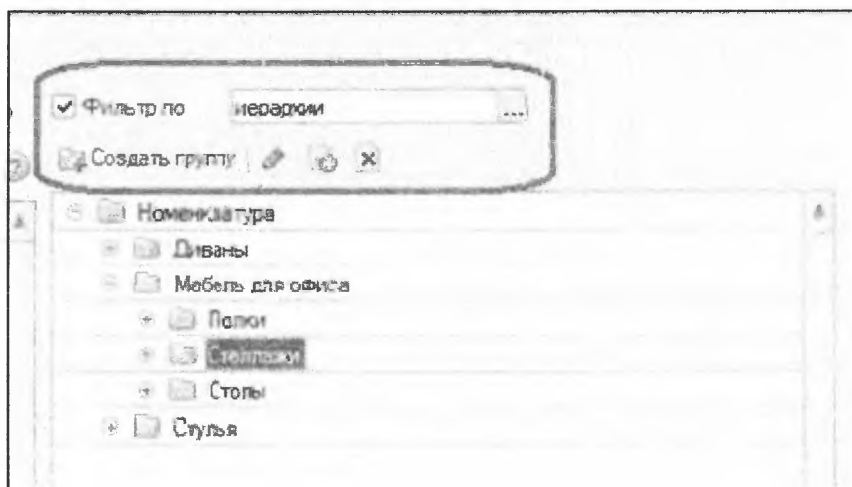 Фильтр по иерархии ...
Создать группу
Номенклатура
Диваны
Мебель для офиса
Полки
Стеллажи
Столы
Стулья